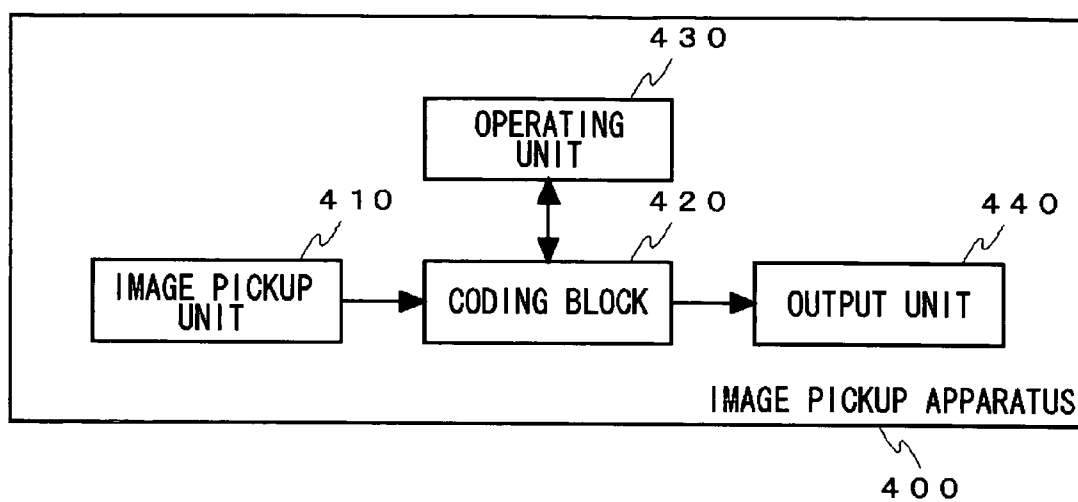 430
OPERATING
UNIT
410
420
440
IMAGE PICKUP
UNIT
CODING BLOCK
OUTPUT UNIT
IMAGE PICKUP APPARATUS
400